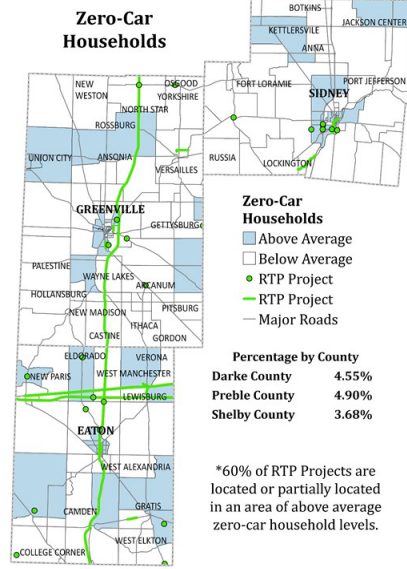 Zero-Car
Households
BOTKINS
JACKSON CENTER
KETTLERSVILLE
ANNA
NEW
WESTON
OSGOOD
YORKSHIRE
FORT LORAMIE
PORT JEFFERSON
SIDNEY
NORTH STAR
ROSSBURG
UNION CITY
ANSONIA
VERSAILLES
RUSSIA
LOCKINGTON
GREENVILLE
GETTYSBURG
PALESTINE
WAYNE LAKES
HOLLANSBURG
ARCANUM
NEW MADISON
PITSBURG
ITHACA
CASTINE
GORDON
ELDORADO
VERONA
NEW PARIS
WEST MANCHESTER
LEWISBURG
EATON
WEST ALEXANDRIA
CAMDEN
GRATIS
WEST ELKTON
COLLEGE CORNER
Zero-Car
Households
Above Average
Below Average
RTP Project
RTP Project
Major Roads
Percentage by County
Darke County 4.55%
Preble County 4.90%
Shelby County 3.68%
*60% of RTP Projects are
located or partially located
in an area of above average
zero-car household levels.